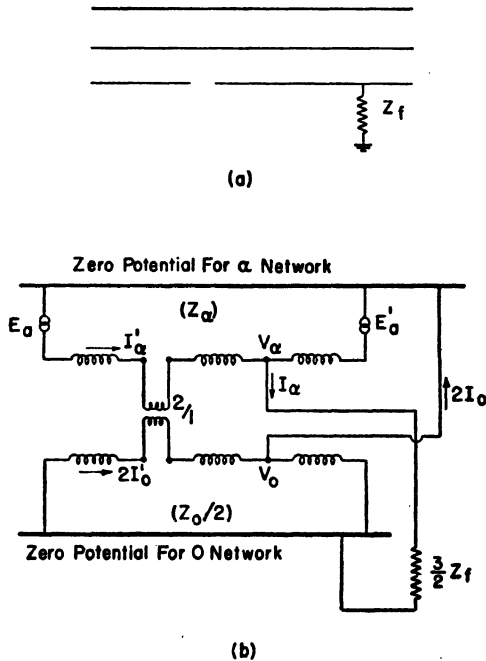 Z_f
(a)
Zero Potential For α Network
(Z_α)
E_a
E'_a
I'_α
V_α
I_α
2/1
2I_0
2I'_0
V_0
(Z_0/2)
Zero Potential For O Network
3/2 Z_f
(b)